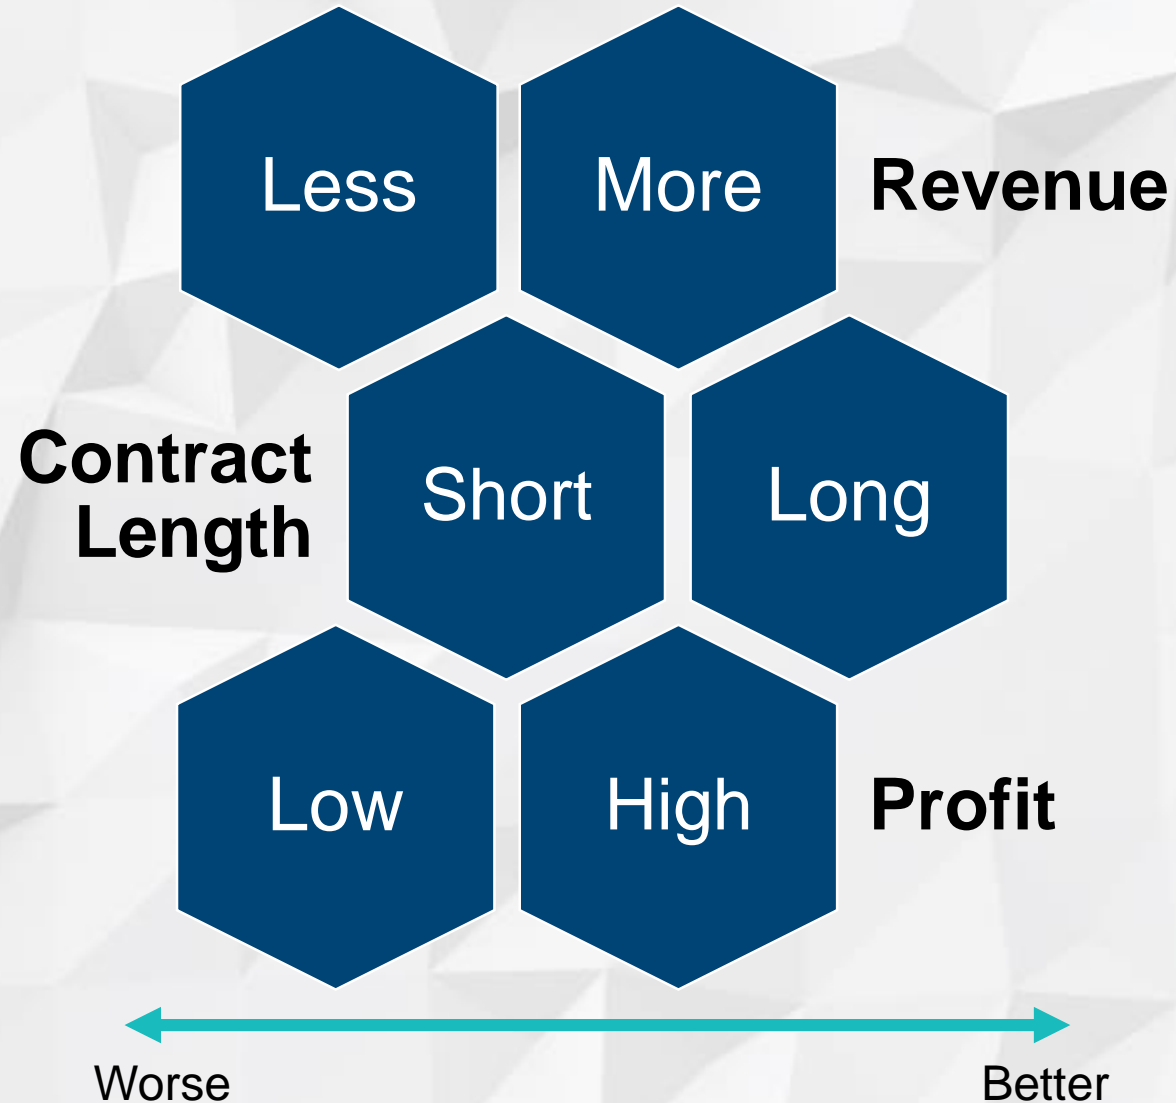 Less
More
Revenue
Contract
Length
Short
Long
Low
High
Profit
Worse
Better